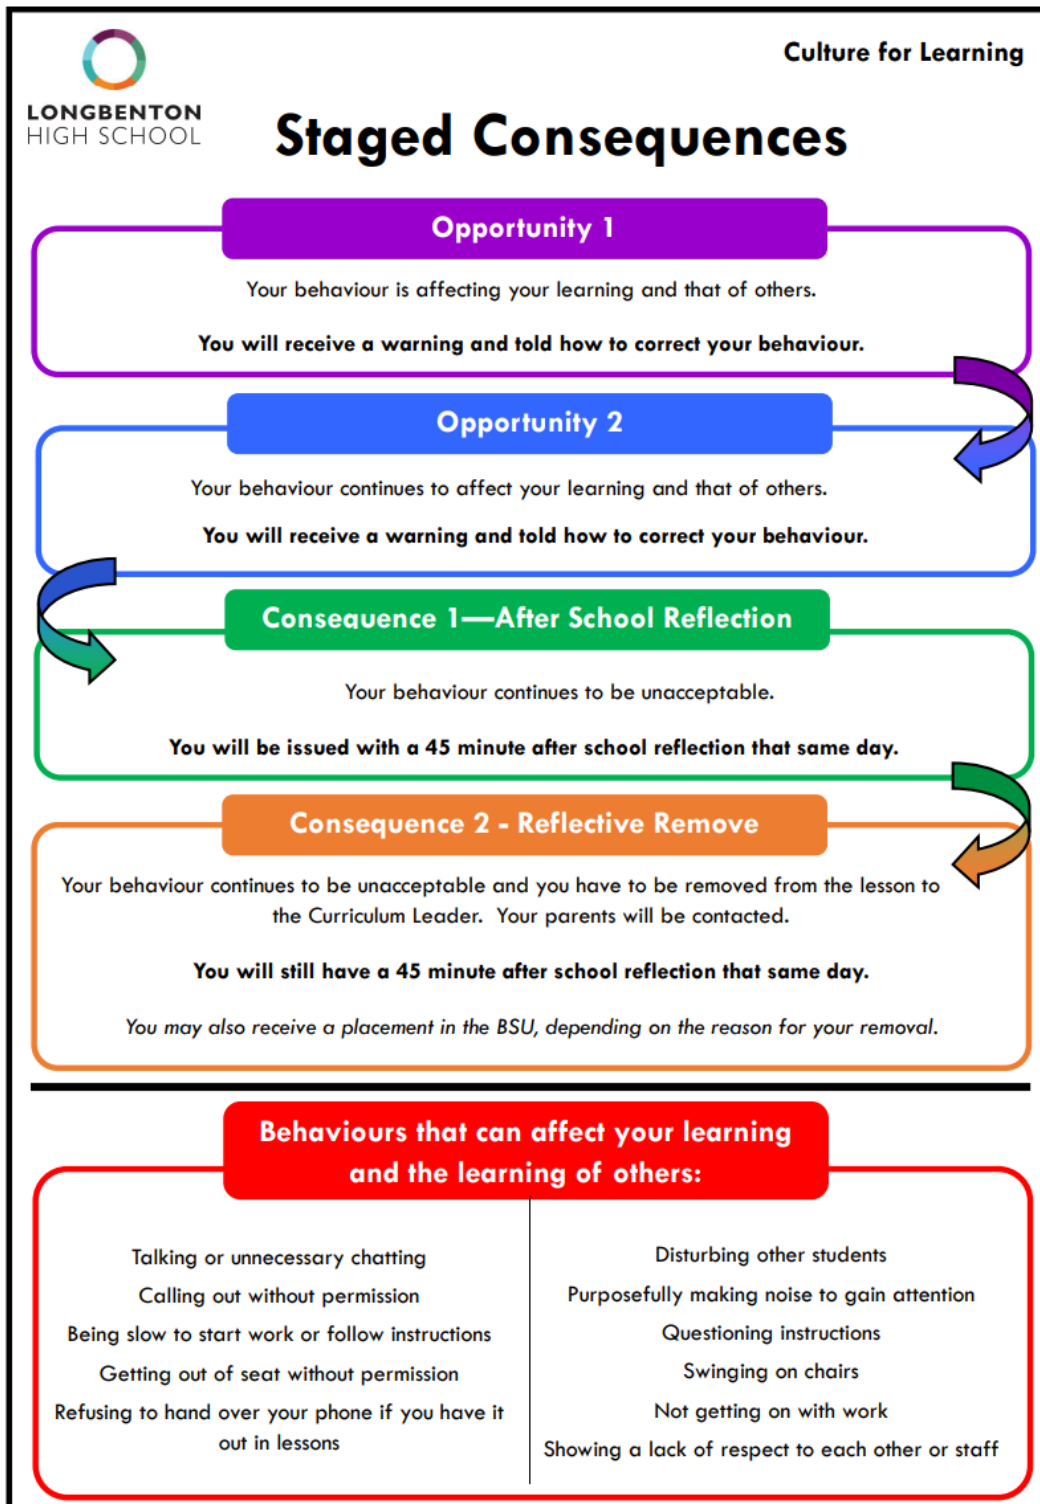 Culture for Learning
LONGBENTON
HIGH SCHOOL
Staged Consequences
Opportunity 1
Your behaviour is affecting your learning and that of others.
You will receive a warning and told how to correct your behaviour.
Opportunity 2
Your behaviour continues to affect your learning and that of others.
You will receive a warning and told how to correct your behaviour.
Consequence 1—After School Reflection
Your behaviour continues to be unacceptable.
You will be issued with a 45 minute after school reflection that same day.
Consequence 2 - Reflective Remove
Your behaviour continues to be unacceptable and you have to be removed from the lesson to
the Curriculum Leader.  Your parents will be contacted.
You will still have a 45 minute after school reflection that same day.
You may also receive a placement in the BSU, depending on the reason for your removal.
Behaviours that can affect your learning
and the learning of others:
Talking or unnecessary chatting
Calling out without permission
Being slow to start work or follow instructions
Getting out of seat without permission
Refusing to hand over your phone if you have it
out in lessons
Disturbing other students
Purposefully making noise to gain attention
Questioning instructions
Swinging on chairs
Not getting on with work
Showing a lack of respect to each other or staff